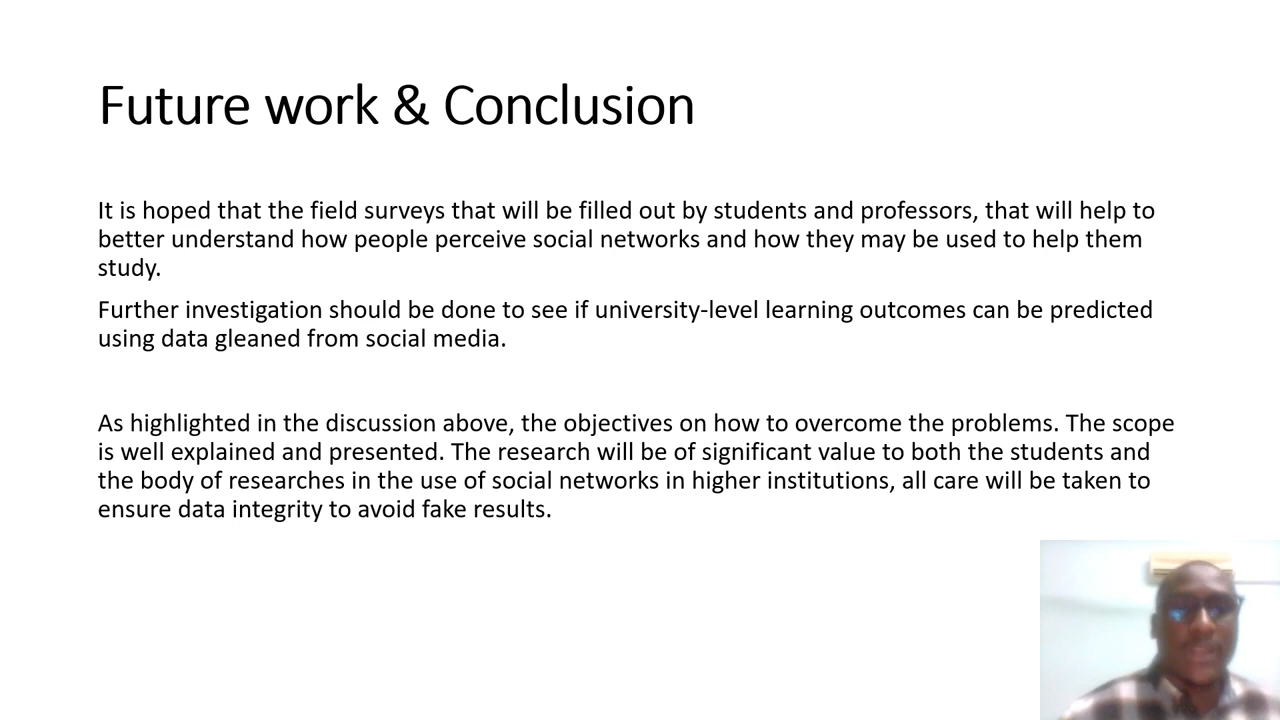 Future work & Conclusion
It is hoped that the field surveys that will be filled out by students and professors, that will help to
better understand how people perceive social networks and how they may be used to help them
study.
Further investigation should be done to see if university-level learning outcomes can be predicted
using data gleaned from social media.
As highlighted in the discussion above, the objectives on how to overcome the problems. The scope
is well explained and presented. The research will be of significant value to both the students and
the body of researches in the use of social networks in higher institutions, all care will be taken to
ensure data integrity to avoid fake results.